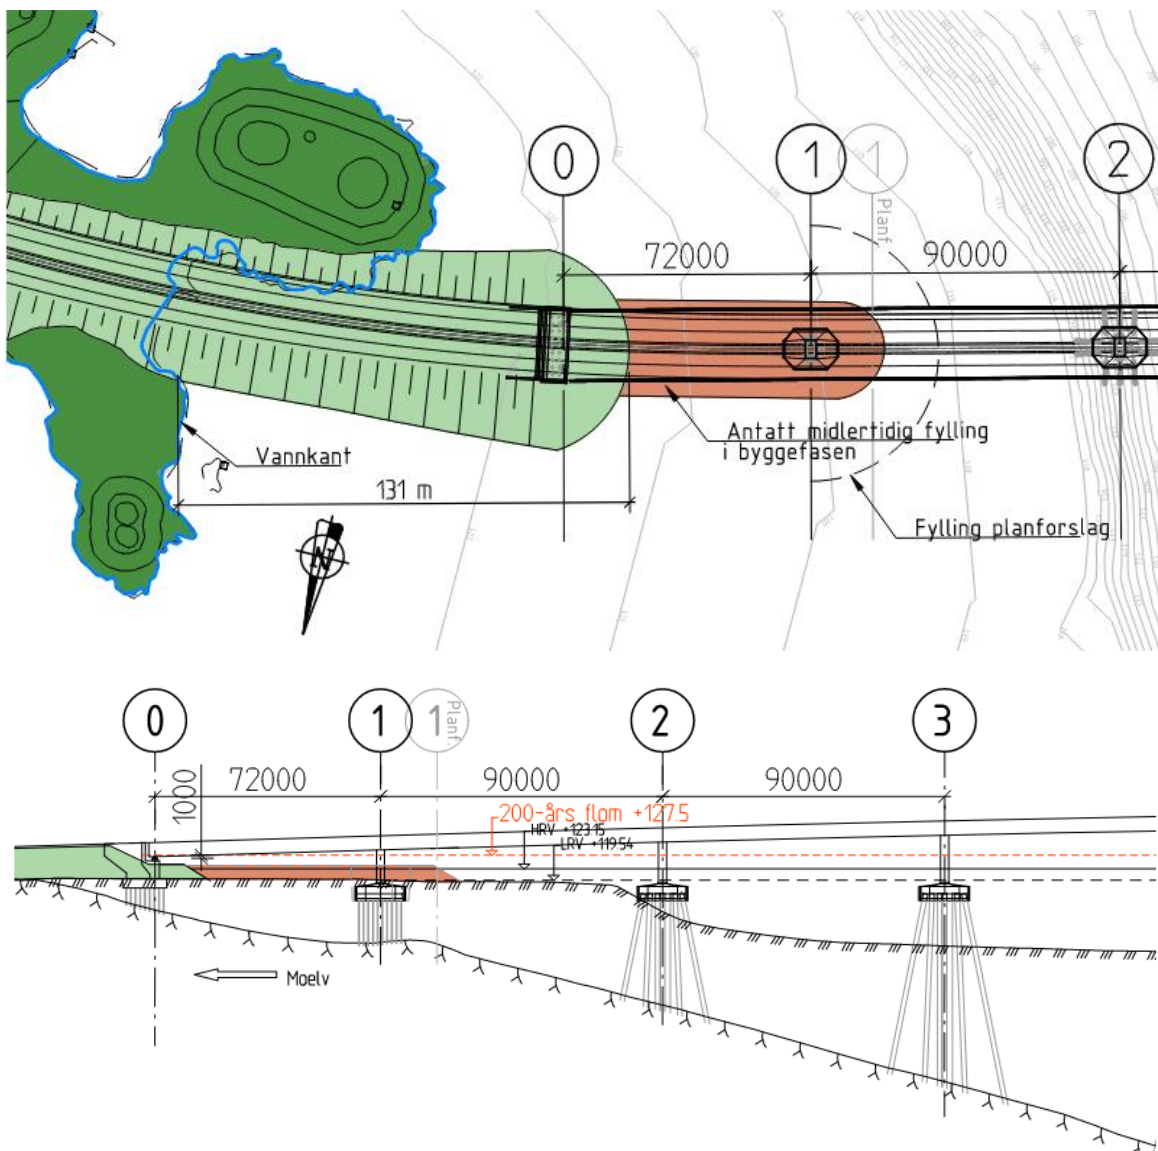 0
1
1
2
Planf
72000
90000
Antatt midlertidig fylling
i byggefasen
Vannkant
131 m
Fylling planforslag
N
0
1
1
Planf.
2
3
1000
72000
90000
90000
200-års flom +127.5
HRV +123.15
LRV +119.54
Moelv